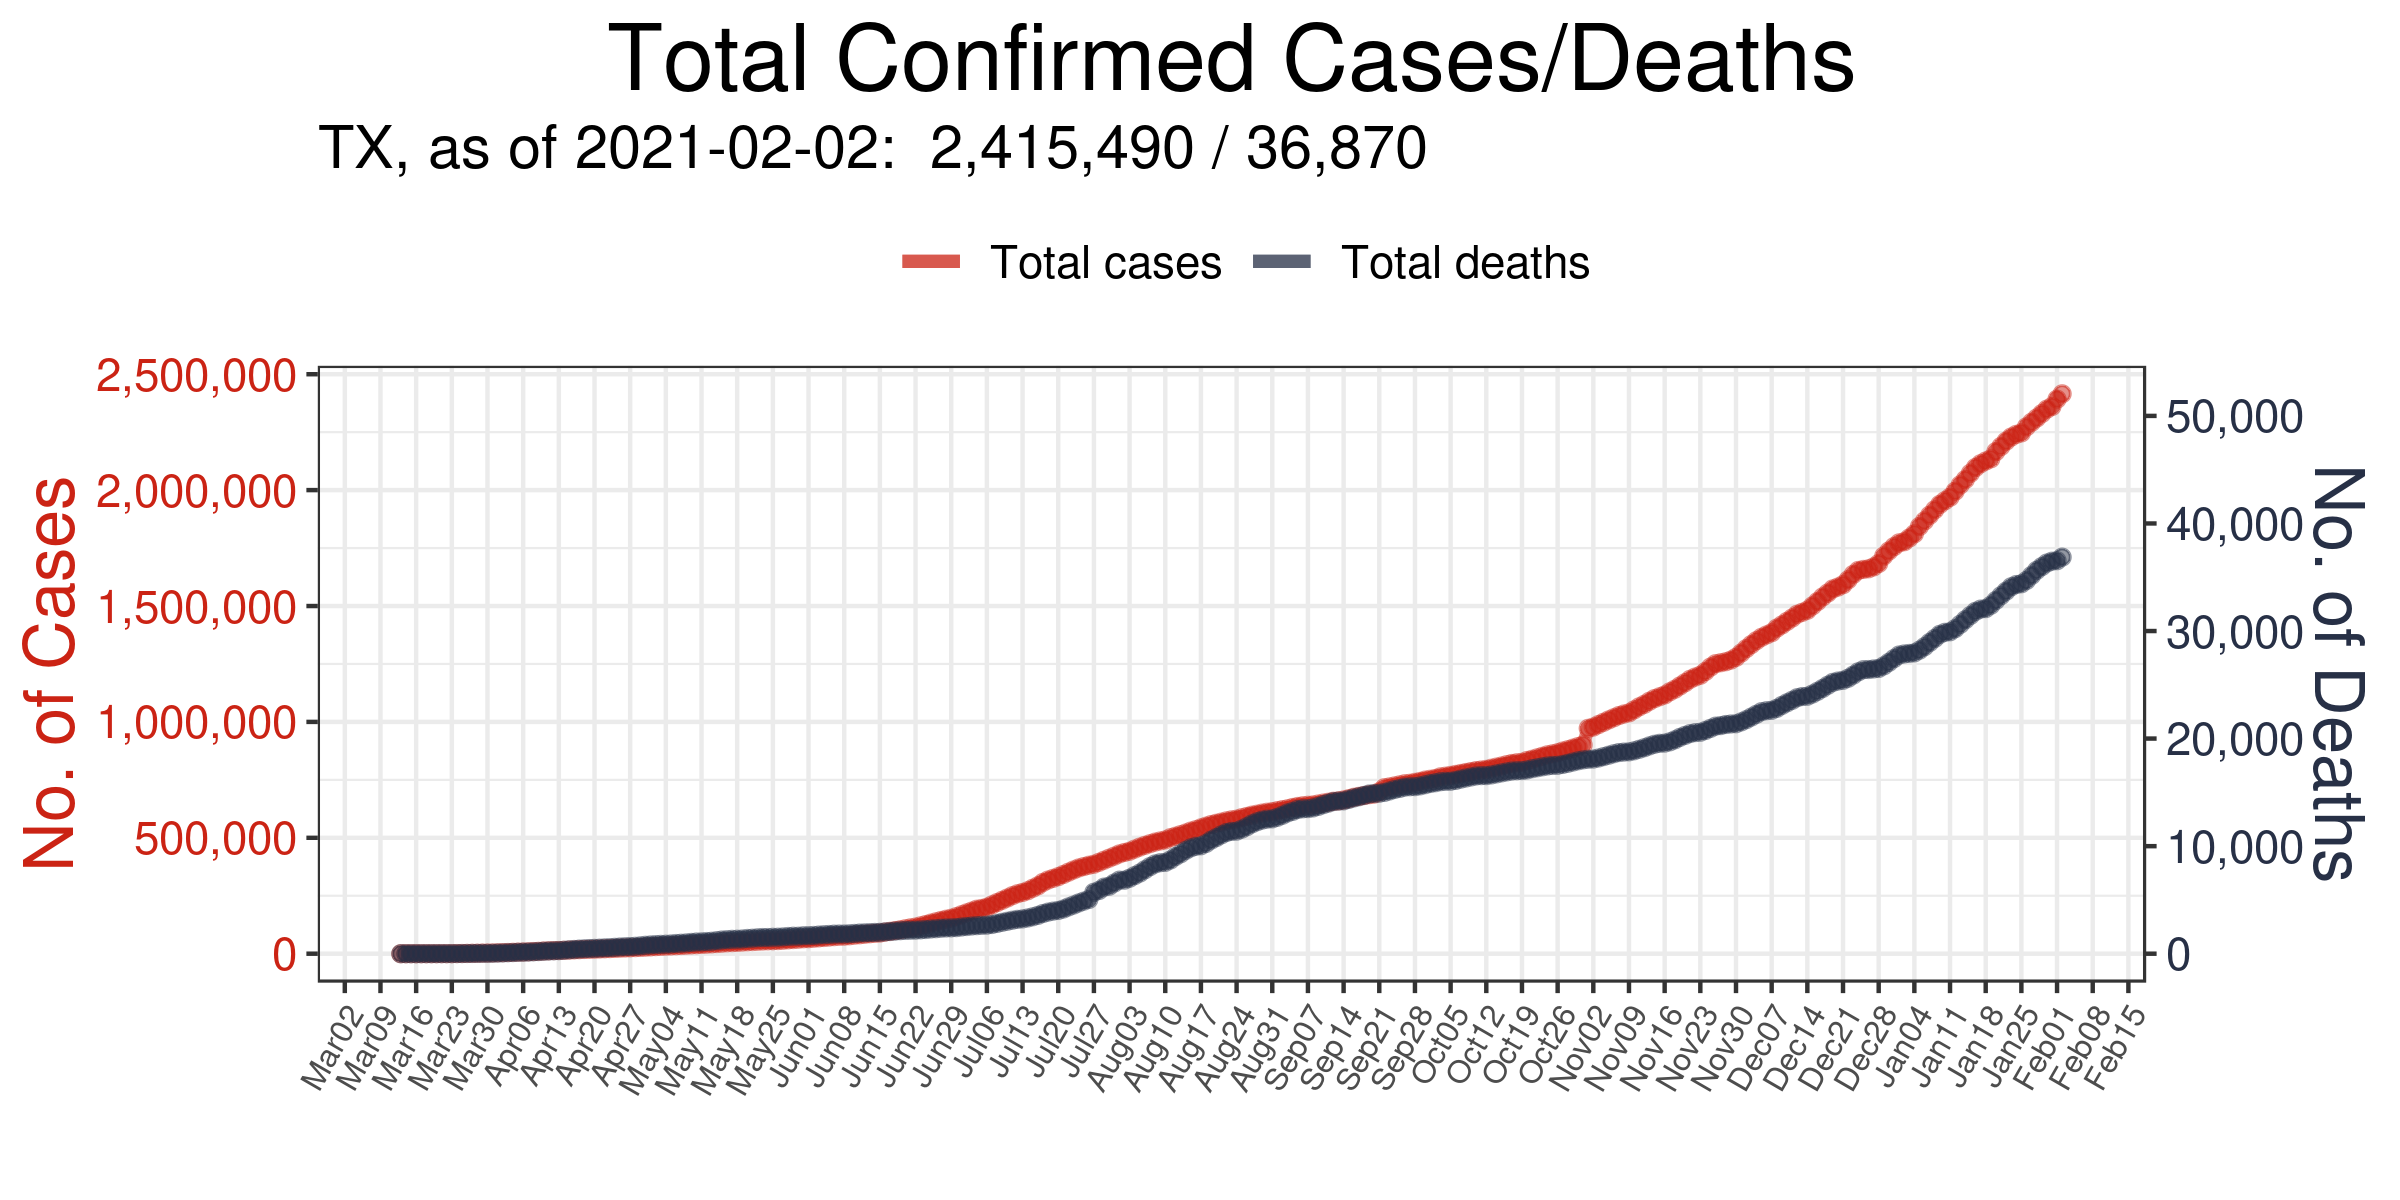 Total Confirmed Cases/Deaths
TX, as of 2021-02-02: 2,415,490 / 36,870
Total cases
Total deaths
No. of Cases
2,500,000
2,000,000
1,500,000
1,000,000
500,000
0
50,000
40,000
30,000
20,000
10,000
0
No. of Deaths
Mar02
Mar09
Mar16
Mar23
Mar30
Apr06
Apr13
Apr20
Apr27
May04
May11
May18
May25
Jun01
Jun08
Jun15
Jun22
Jun29
Jul06
Jul13
Jul20
Jul27
Aug03
Aug10
Aug17
Aug24
Aug31
Sep07
Sep14
Sep21
Sep28
Oct05
Oct12
Oct19
Oct26
Nov02
Nov09
Nov16
Nov23
Nov30
Dec07
Dec14
Dec21
Dec28
Jan04
Jan11
Jan18
Jan25
Feb01
Feb08
Feb15